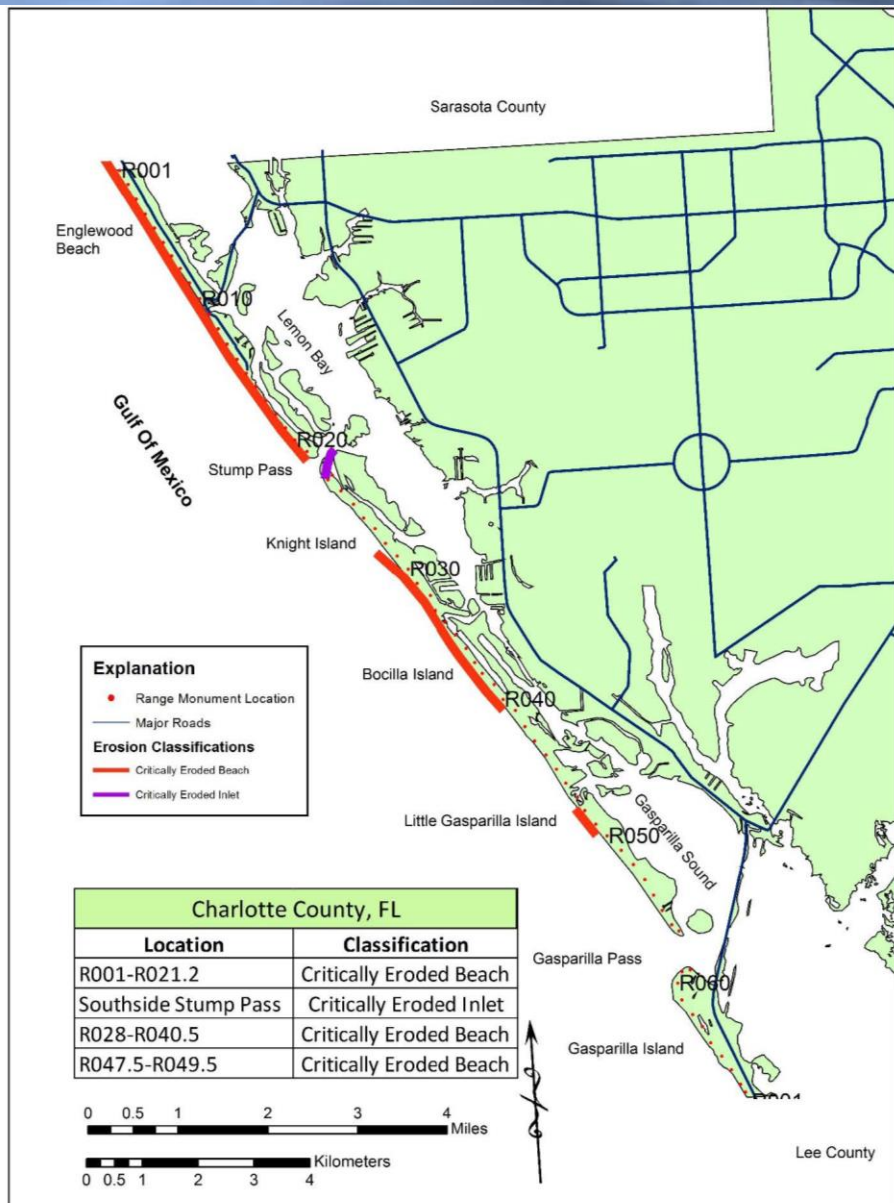 Sarasota County
R001
Englewood
Beach
R010
Lemon Bay
Gulf Of Mexico
R020
Stump Pass
Knight Island
R030
Bocilla Island
R040
Explanation
Range Monument Location
Major Roads
Erosion Classifications
Critically Eroded Beach
Critically Eroded Inlet
Little Gasparilla Island
R050
Gasparilla Sound
Charlotte County, FL
Location Classification
R001-R021.2 Critically Eroded Beach
Southside Stump Pass Critically Eroded Inlet
R028-R040.5 Critically Eroded Beach
R047.5-R049.5 Critically Eroded Beach
Gasparilla Pass
R060
Gasparilla Island
Lee County
0 0.5 1 2 3 4
Miles
Kilometers
0 0.5 1 2 3 4